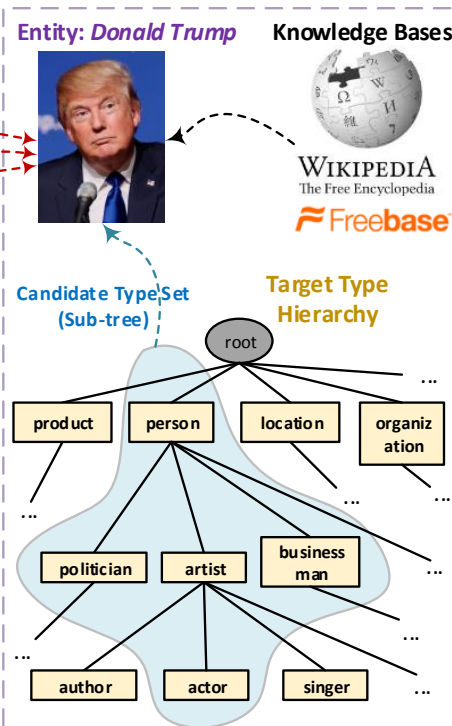 Entity: Donald Trump
Knowledge Bases
Ω
W
И
WIKIPEDIA
The Free Encyclopedia
Freebase
Candidate Type Set
(Sub-tree)
Target Type
Hierarchy
root
...
product
person
location
organiz
ation
...
...
...
politician
artist
business
man
...
...
...
author
actor
singer
...